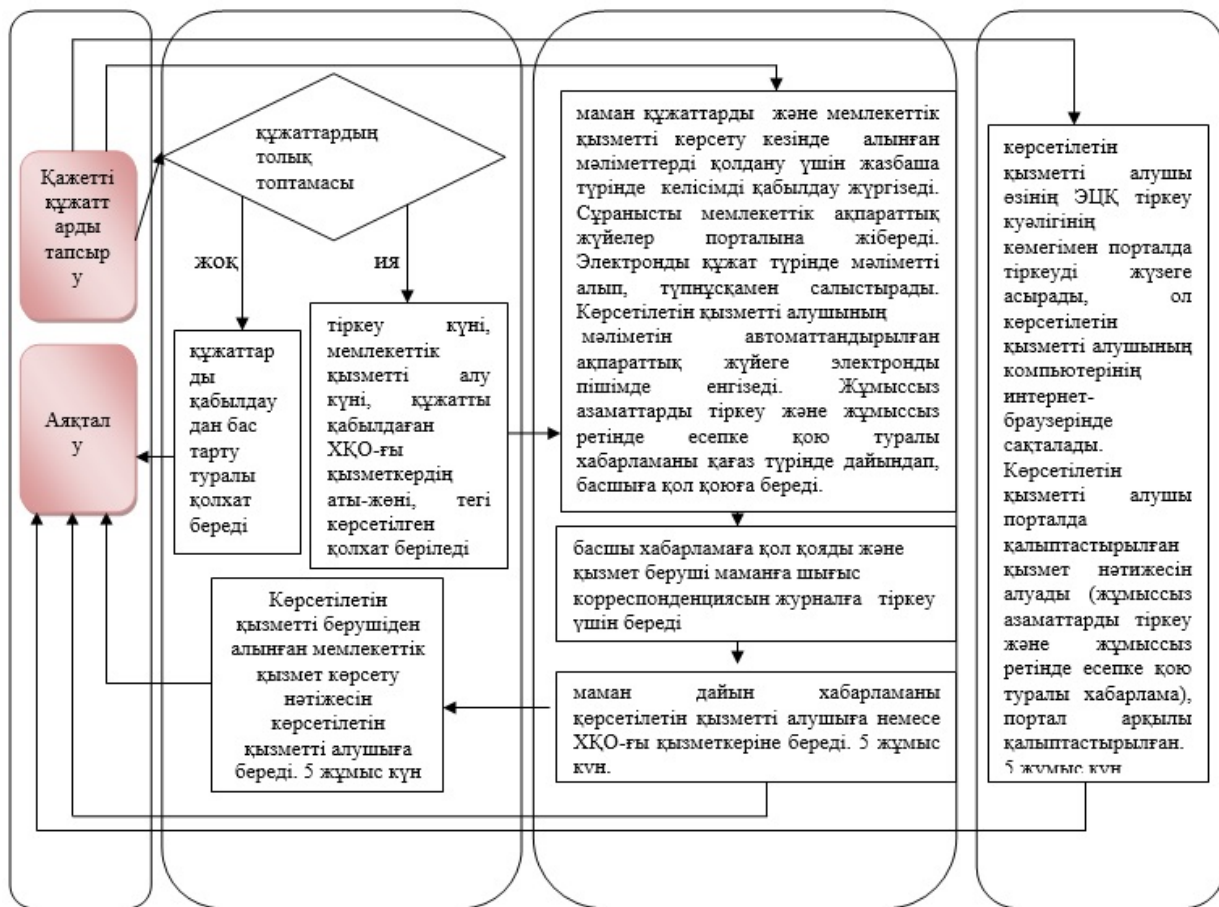 Қажетті
құжатт
арды
тапсыр
у
Аяқтал
у
құжаттардың
толық
топтамасы
жоқ
ия
құжаттар
ды
қабылдау
дан бас
тарту
туралы
қолхат
береді
тіркеу күні,
мемлекеттік
қызметті алу
күні, құжатты
қабылдаған
ХҚО-ғы
қызметкердің
аты-жөні, тегі
көрсетілген
қолхат беріледі
Көрсетілетін
қызметті берушіден
алынған мемлекеттік
қызмет көрсету
нәтижесін
көрсетілетін
қызметті алушыға
береді. 5 жұмыс күн
маман құжаттарды және мемлекеттік
қызметті көрсету кезінде алынған
мәліметтерді қолдану үшін жазбаша
түрінде келісімді қабылдау жүргізеді.
Сұранысты мемлекеттік ақпараттық
жүйелер порталына жібереді.
Электронды құжат түрінде мәліметті
алып, түпнұсқамен салыстырады.
Көрсетілетін қызметті алушының
мәліметін автоматтандырылған
ақпараттық жүйеге электронды
пішімде енгізеді. Жұмыссыз
азаматтарды тіркеу және жұмыссыз
ретінде есепке қою туралы
хабарламаны қағаз түрінде дайындап,
басшыға қол қоюға береді.
басшы хабарламаға қол қояды және
қызмет беруші маманға шығыс
корреспонденциясын журналға тіркеу
үшін береді
маман дайын хабарламаны
қөрсетілетін қызметті алушыға немесе
ХҚО-ғы қызметкеріне береді. 5 жұмыс
күн.
көрсетілетін
қызметті алушы
өзінің ЭЦҚ тіркеу
куәлігінің
көмегімен порталда
тіркеуді жүзеге
асырады, ол
көрсетілетін
қызметті алушының
компьютерінің
интернет-
браузерінде
сақталады.
Көрсетілетін
қызметті алушы
порталда
қалыптастырылған
қызмет нәтижесін
алуады (жұмыссыз
азаматтарды тіркеу
және жұмыссыз
ретінде есепке қою
туралы хабарлама),
портал арқылы
қалыптастырылған.
5 жұмыс күн